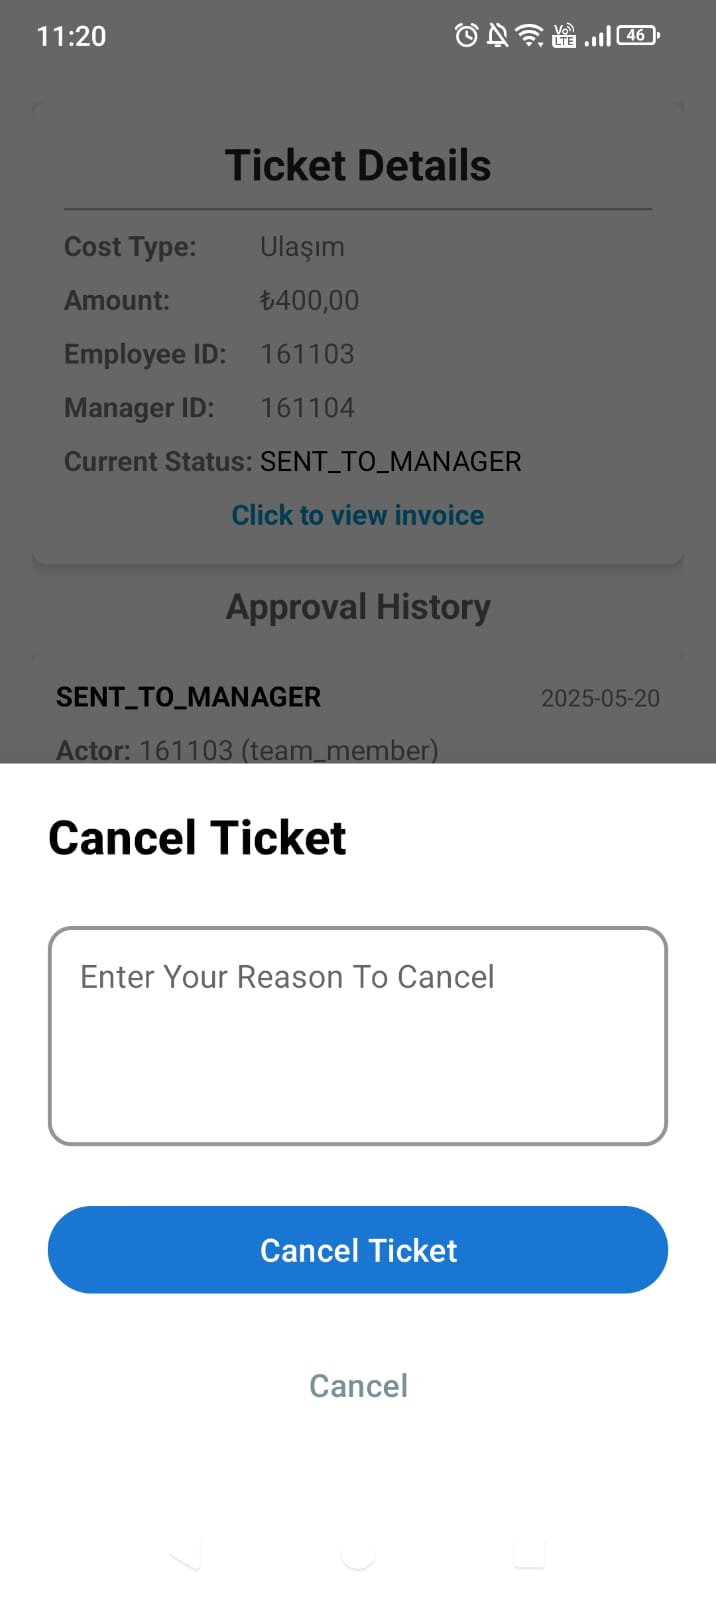 11:20
Vo LTE 46
Ticket Details
Cost Type: Ulaşım
Amount: ₺400,00
Employee ID: 161103
Manager ID: 161104
Current Status: SENT_TO_MANAGER
Click to view invoice
Approval History
SENT_TO_MANAGER 2025-05-20
Actor: 161103 (team_member)
Cancel Ticket
Enter Your Reason To Cancel
Cancel Ticket
Cancel